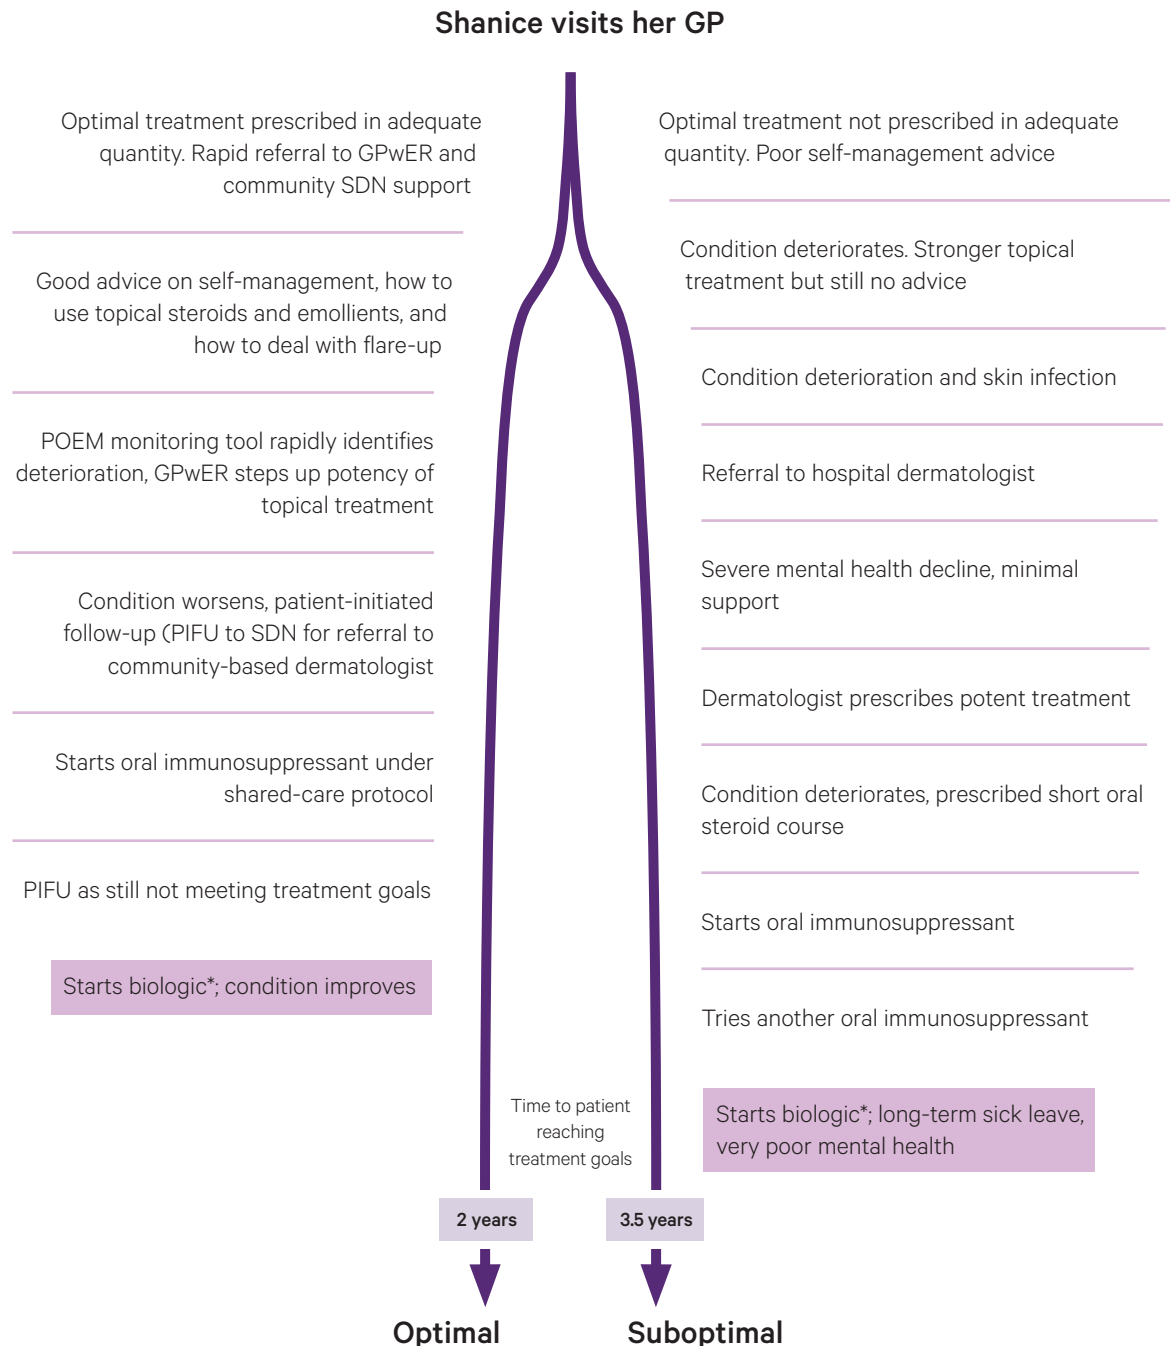 Shanice visits her GP
Optimal treatment prescribed in adequate
quantity. Rapid referral to GPwER and
community SDN support
Good advice on self-management, how to
use topical steroids and emollients, and
how to deal with flare-up
POEM monitoring tool rapidly identifies
deterioration, GPwER steps up potency of
topical treatment
Condition worsens, patient-initiated
follow-up (PIFU to SDN for referral to
community-based dermatologist
Starts oral immunosuppressant under
shared-care protocol
PIFU as still not meeting treatment goals
Starts biologic*; condition improves
Optimal treatment not prescribed in adequate
quantity. Poor self-management advice
Condition deteriorates. Stronger topical
treatment but still no advice
Condition deterioration and skin infection
Referral to hospital dermatologist
Severe mental health decline, minimal
support
Dermatologist prescribes potent treatment
Condition deteriorates, prescribed short oral
steroid course
Starts oral immunosuppressant
Tries another oral immunosuppressant
Starts biologic*; long-term sick leave,
very poor mental health
Time to patient
reaching
treatment goals
2 years
3.5 years
Optimal
Suboptimal